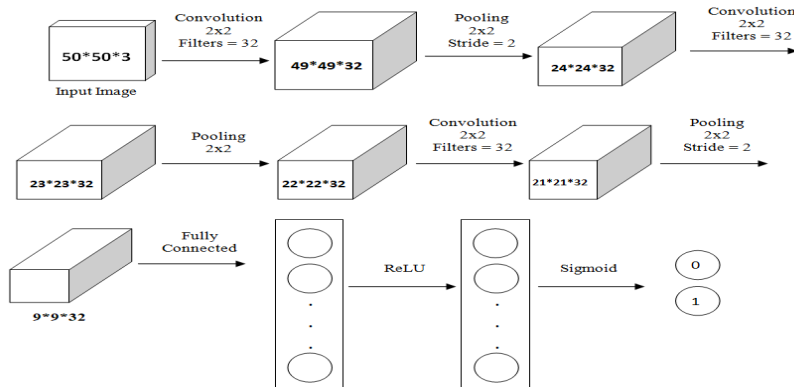 Convolution
2x2
Filters = 32
Pooling
2x2
Stride = 2
Convolution
2x2
Filters = 32
50*50*3
Input Image
49*49*32
24*24*32
Pooling
2x2
Convolution
2x2
Filters = 32
Pooling
2x2
Stride = 2
23*23*32
22*22*32
21*21*32
Fully
Connected
9*9*32
ReLU
Sigmoid
0
1